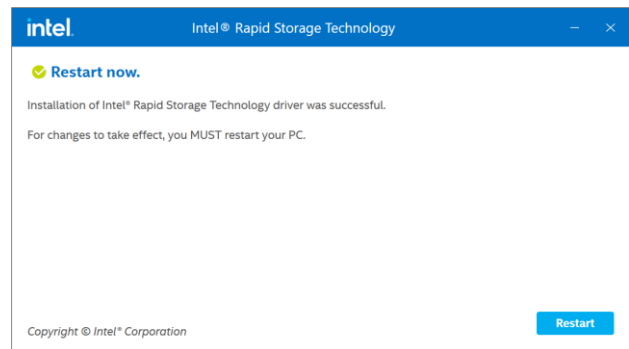 intel.
Intel® Rapid Storage Technology
Restart now.
Installation of Intel® Rapid Storage Technology driver was successful.
For changes to take effect, you MUST restart your PC.
Copyright © Intel® Corporation
Restart